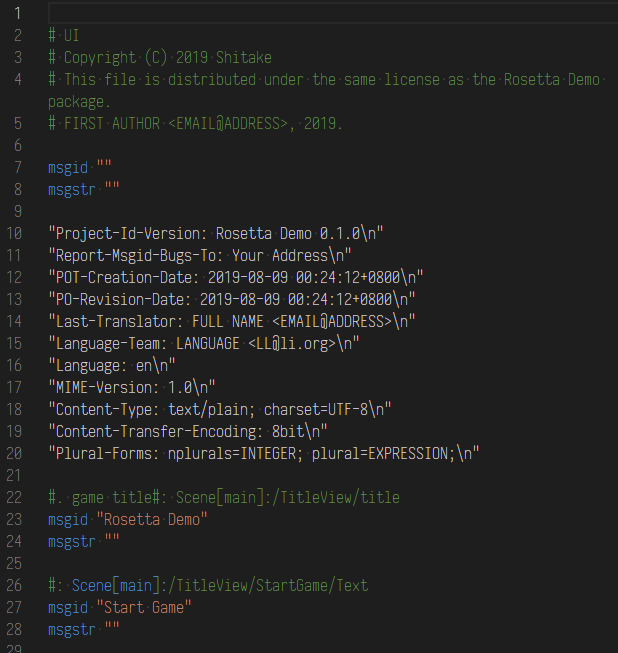 1
2 # UI
3 # Copyright (C) 2019 Shitake
4 # This file is distributed under the same license as the Rosetta Demo
package.
5 # FIRST AUTHOR <EMAIL@ADDRESS>, 2019.
6
7 msgid ""
8 msgstr ""
9
10 "Project-Id-Version: Rosetta Demo 0.1.0\n"
11 "Report-Msgid-Bugs-To: Your Address\n"
12 "POT-Creation-Date: 2019-08-09 00:24:12+0800\n"
13 "PO-Revision-Date: 2019-08-09 00:24:12+0800\n"
14 "Last-Translator: FULL NAME <EMAIL@ADDRESS>\n"
15 "Language-Team: LANGUAGE <LL@li.org>\n"
16 "Language: en\n"
17 "MIME-Version: 1.0\n"
18 "Content-Type: text/plain; charset=UTF-8\n"
19 "Content-Transfer-Encoding: 8bit\n"
20 "Plural-Forms: nplurals=INTEGER; plural=EXPRESSION;\n"
21
22 #. game title#: Scene[main]:/TitleView/title
23 msgid "Rosetta Demo"
24 msgstr ""
25
26 #: Scene[main]:/TitleView/StartGame/Text
27 msgid "Start Game"
28 msgstr ""
29